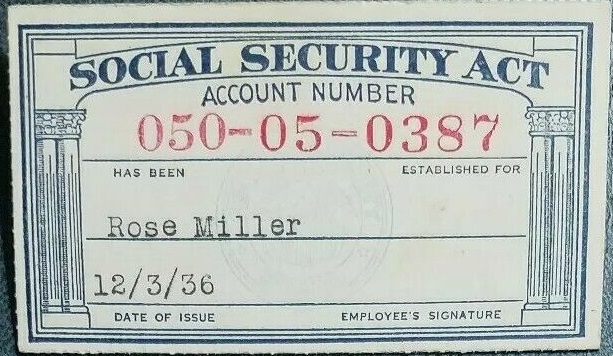 SOCIAL SECURITY ACT
ACCOUNT NUMBER
050-05-0387
HAS BEEN ESTABLISHED FOR
Rose Miller
12/3/36
DATE OF ISSUE EMPLOYEE'S SIGNATURE